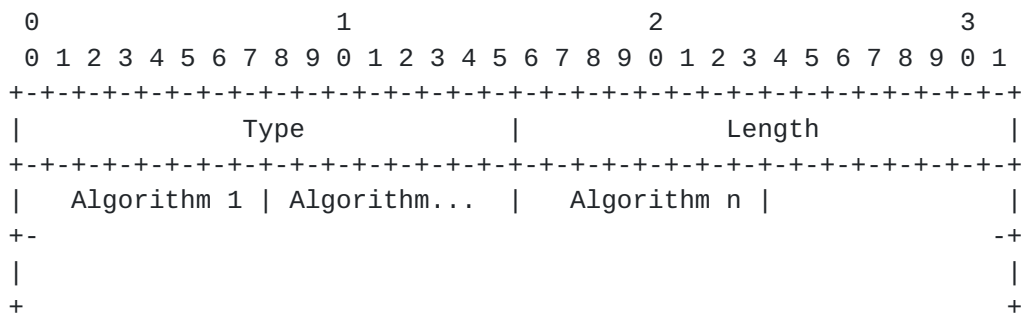 0                   1                   2                   3
 0 1 2 3 4 5 6 7 8 9 0 1 2 3 4 5 6 7 8 9 0 1 2 3 4 5 6 7 8 9 0 1
+-+-+-+-+-+-+-+-+-+-+-+-+-+-+-+-+-+-+-+-+-+-+-+-+-+-+-+-+-+-+-+-+
|              Type             |             Length            |
+-+-+-+-+-+-+-+-+-+-+-+-+-+-+-+-+-+-+-+-+-+-+-+-+-+-+-+-+-+-+-+-+
|   Algorithm 1 | Algorithm...  |   Algorithm n |               |
+-                                                             -+
|                                                               |
+                                                               +